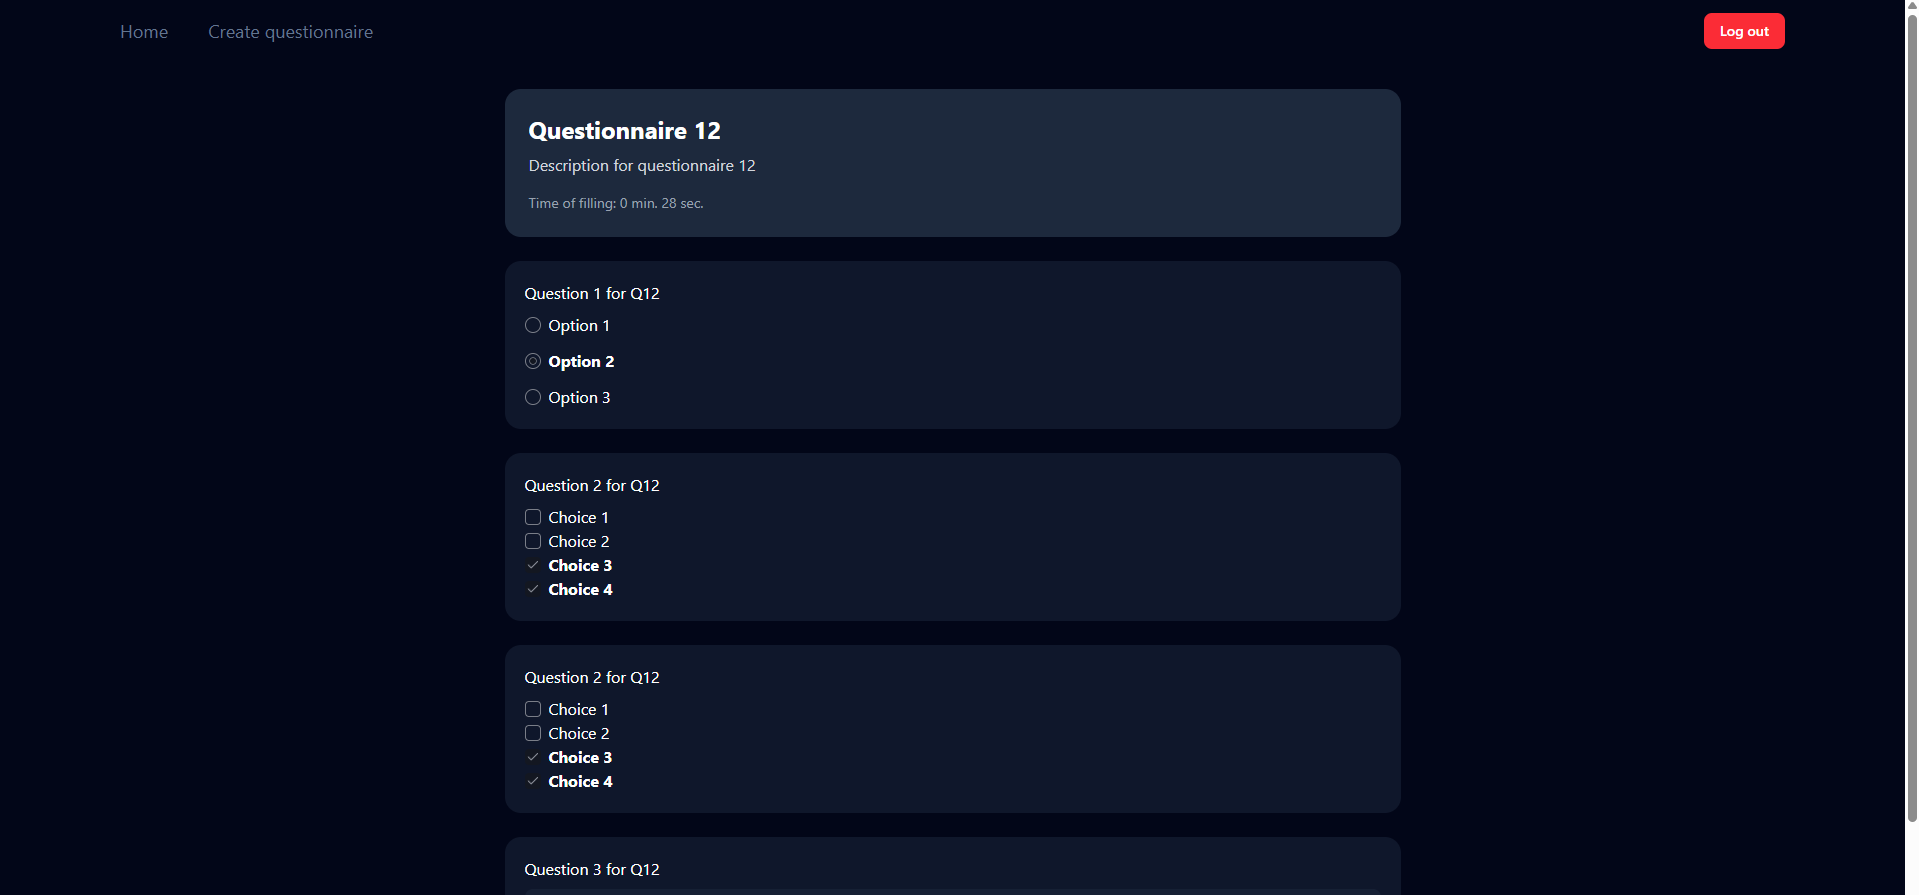 Home
Create questionnaire
Log out
Questionnaire 12
Description for questionnaire 12
Time of filling: 0 min. 28 sec.
Question 1 for Q12
Option 1
Option 2
Option 3
Question 2 for Q12
Choice 1
Choice 2
Choice 3
Choice 4
Question 2 for Q12
Choice 1
Choice 2
Choice 3
Choice 4
Question 3 for Q12